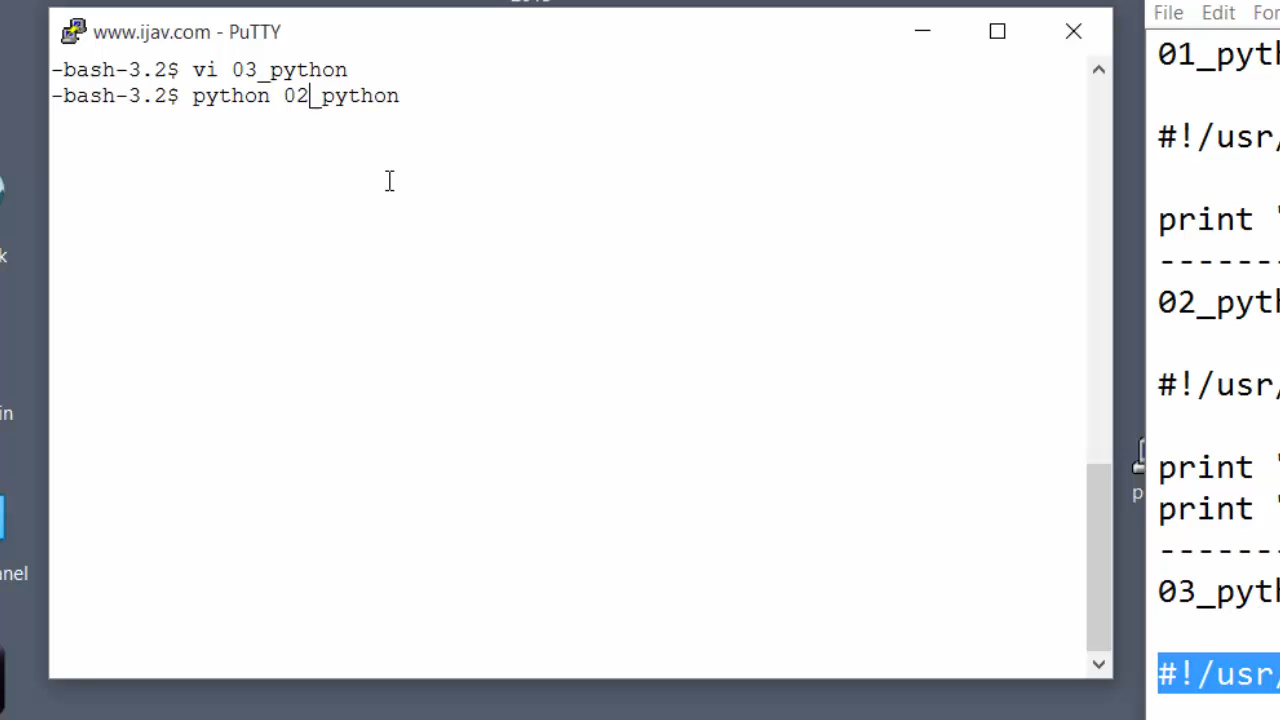 www.ijav.com - PuTTY
-bash-3.2$ vi 03_python
-bash-3.2$ python 02_python
File Edit
01_pyth
#!/usr/
print "
-------
02_pyth
#!/usr/
print "
print "
-------
03_pyth
#!/usr/